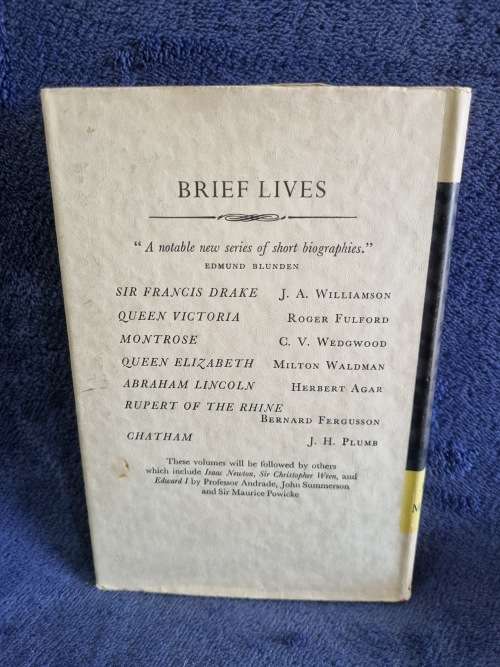 BRIEF LIVES
“A notable new series of short biographies.”
EDMUND BLUNDEN
SIR FRANCIS DRAKE J. A. WILLIAMSON
QUEEN VICTORIA ROGER FULFORD
MONTROSE C. V. WEDGWOOD
QUEEN ELIZABETH MILTON WALDMAN
ABRAHAM LINCOLN HERBERT AGAR
RUPERT OF THE RHINE
BERNARD FERGUSSON
CHATHAM J. H. PLUMB
These volumes will be followed by others
which include Isaac Newton, Sir Christopher Wren, and
Edward I by Professor Andrade, John Summerson
and Sir Maurice Powicke